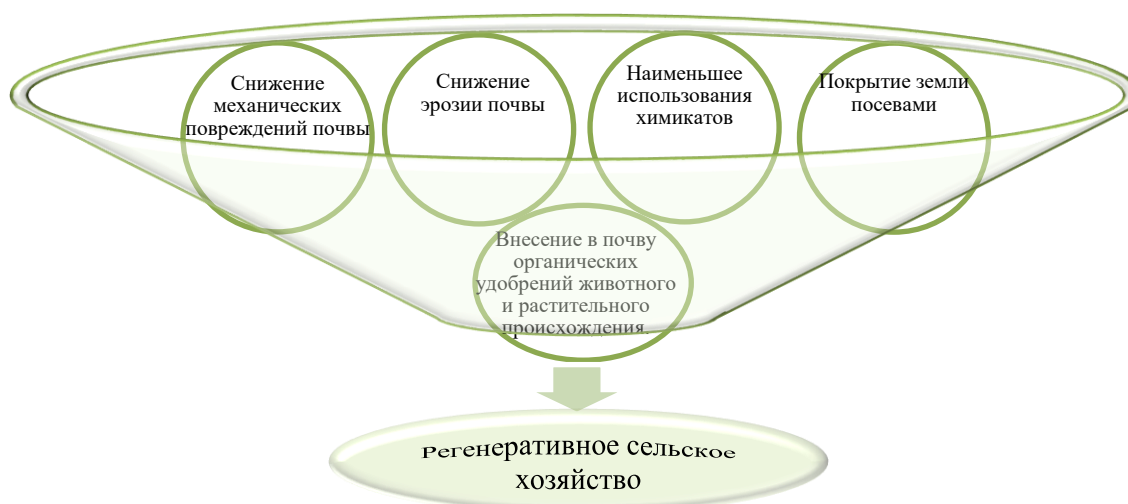 Снижение
механических
повреждений почвы
Снижение
эрозии почвы
Наименьшее
использования
химикатов
Покрытие земли
посевами
Внесение в почву
органических
удобрений животного
и растительного
происхождения.
Регенеративное сельское
хозяйство